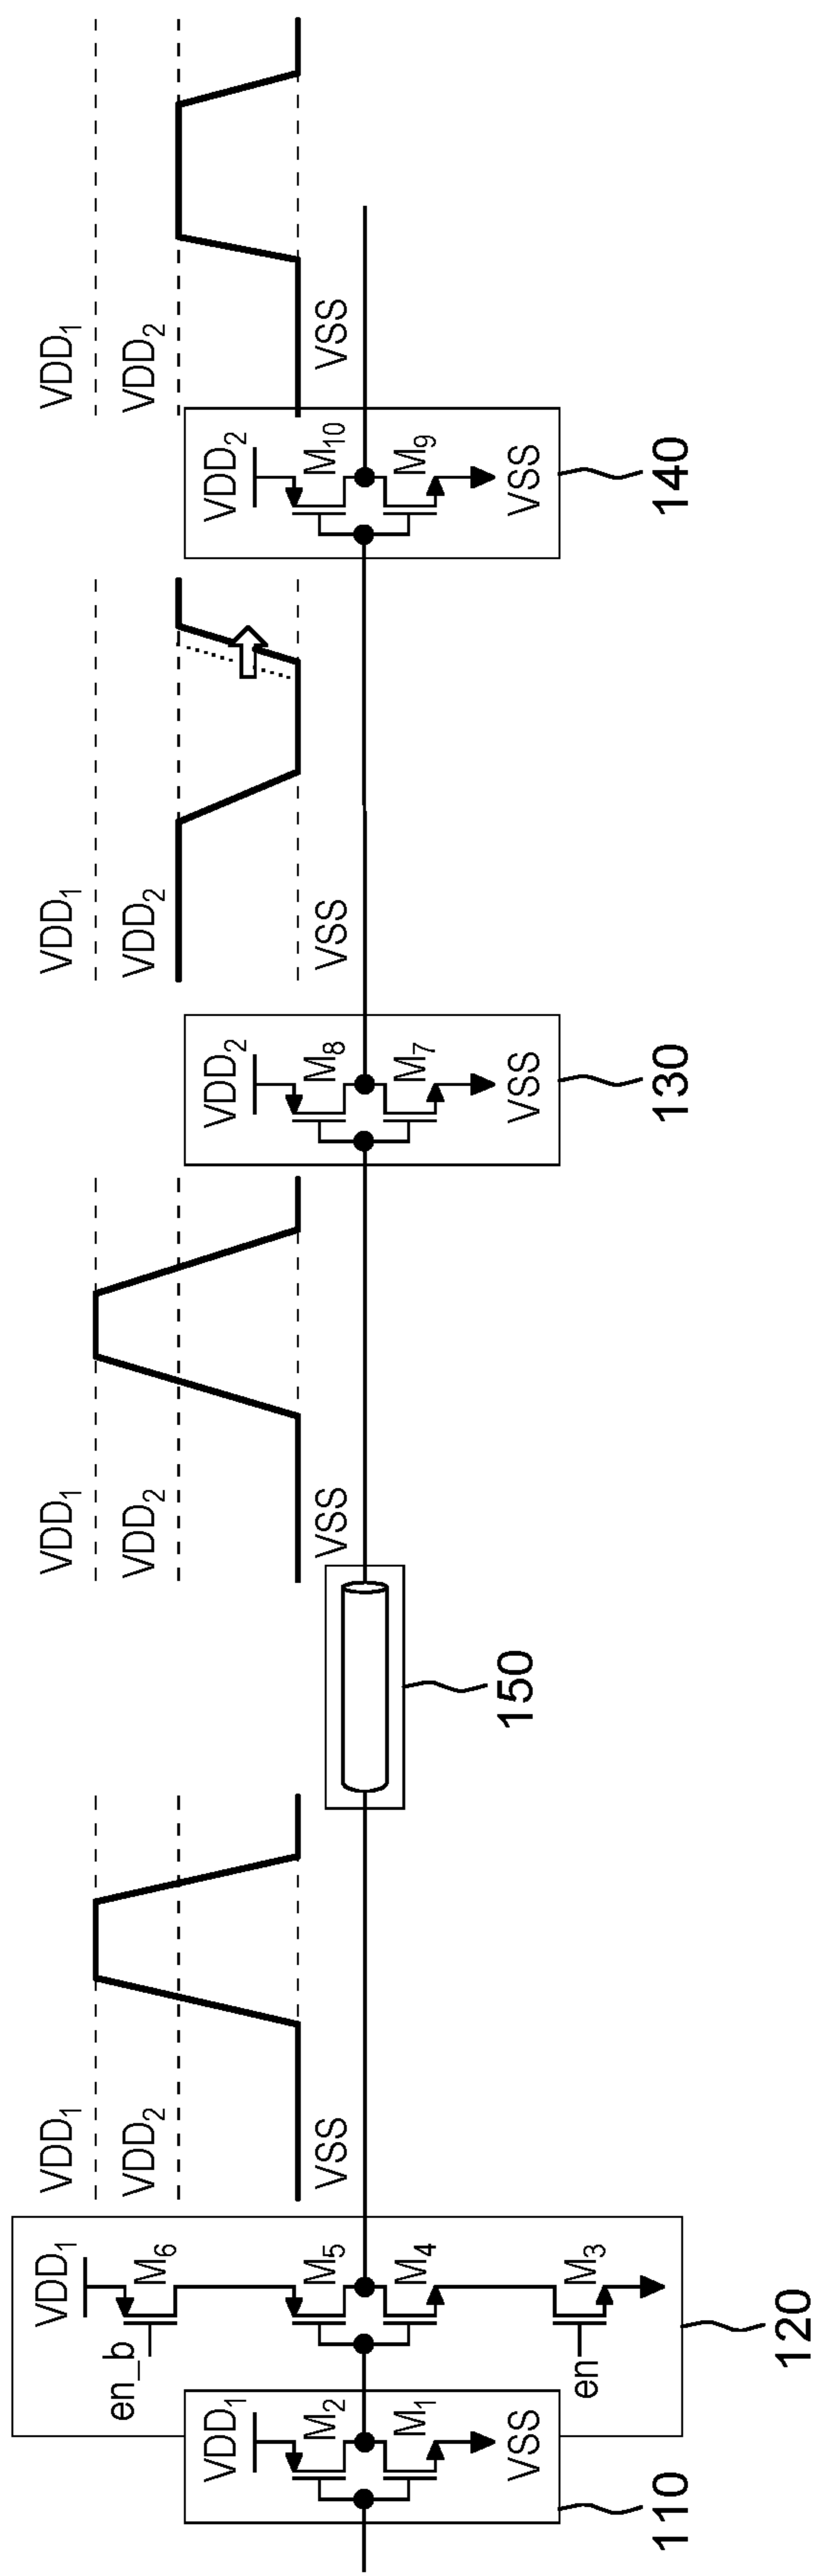 VDD₁
M₂
M₁
VSS
110
VDD₁
en_b
M₆
M₅
M₄
en
M₃
120
VDD₁
VDD₂
VSS
150
VDD₁
VDD₂
VSS
VDD₂
M₈
M₇
VSS
130
VDD₁
VDD₂
VSS
VDD₂
M₁₀
M₉
VSS
140
VDD₁
VDD₂
VSS